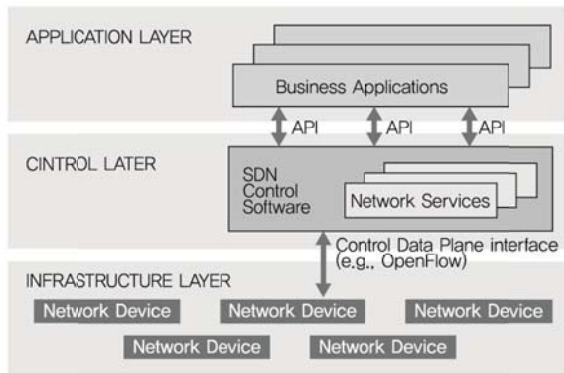 APPLICATION LAYER
Business Applications
API
API
API
CINTROL LATER
SDN
Control
Software
Network Services
Control Data Plane interface
(e.g., OpenFlow)
INFRASTRUCTURE LAYER
Network Device
Network Device
Network Device
Network Device
Network Device